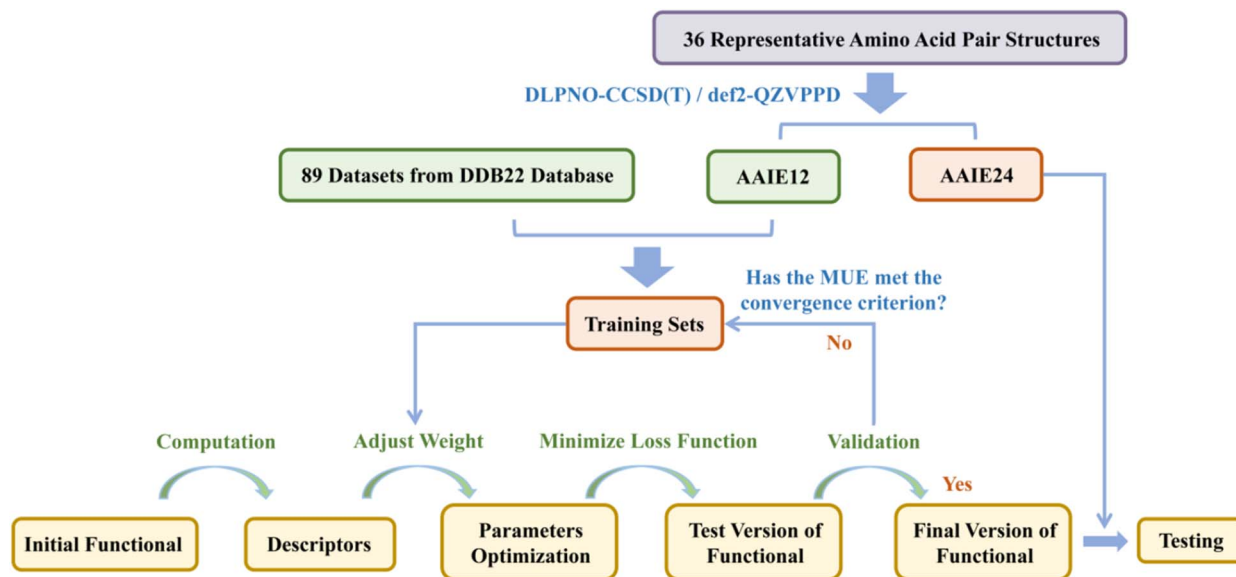 36 Representative Amino Acid Pair Structures
DLPNO-CCSD(T) / def2-QZVPPD
89 Datasets from DDB22 Database
AAIE12
AAIE24
Has the MUE met the
convergence criterion?
Training Sets
No
Computation
Adjust Weight
Minimize Loss Function
Validation
Yes
Initial Functional
Descriptors
Parameters
Optimization
Test Version of
Functional
Final Version of
Functional
Testing